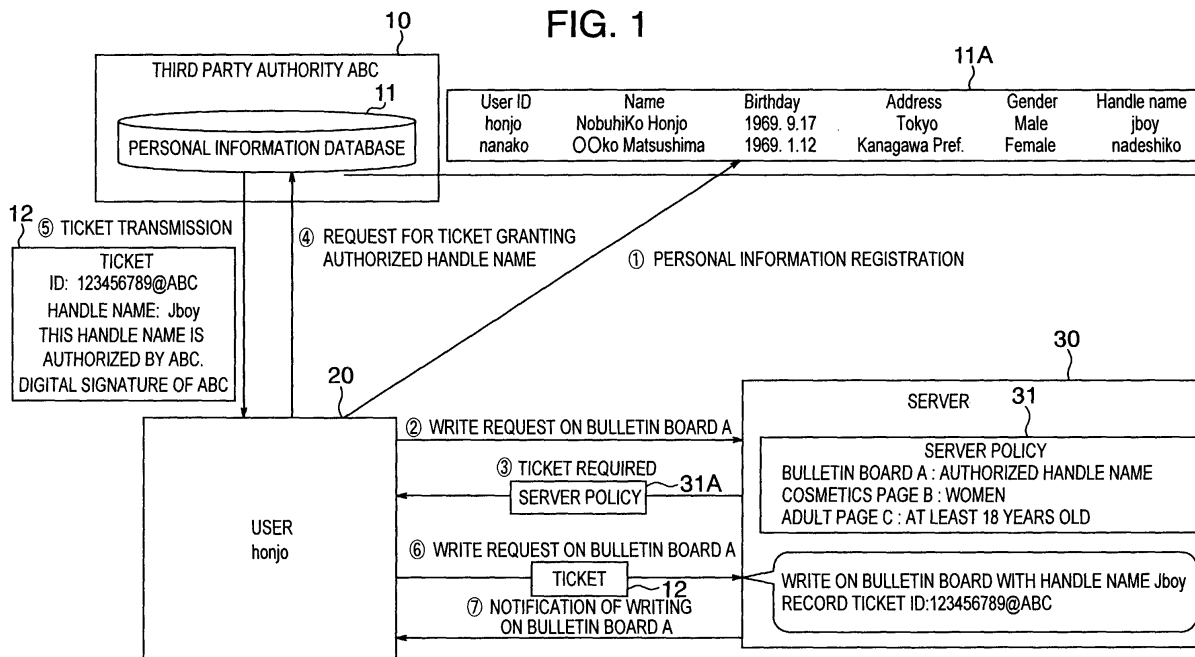 FIG. 1
10
THIRD PARTY AUTHORITY ABC
11
PERSONAL INFORMATION DATABASE
11A
User ID Name Birthday Address Gender Handle name
honjo NobuhiKo Honjo 1969. 9.17 Tokyo Male jboy
nanako OOko Matsushima 1969. 1.12 Kanagawa Pref. Female nadeshiko
12
⑤ TICKET TRANSMISSION
TICKET
ID: 123456789@ABC
HANDLE NAME: Jboy
THIS HANDLE NAME IS
AUTHORIZED BY ABC.
DIGITAL SIGNATURE OF ABC
④ REQUEST FOR TICKET GRANTING
AUTHORIZED HANDLE NAME
① PERSONAL INFORMATION REGISTRATION
20
USER
honjo
② WRITE REQUEST ON BULLETIN BOARD A
③ TICKET REQUIRED
SERVER POLICY
31A
⑥ WRITE REQUEST ON BULLETIN BOARD A
TICKET
12
⑦ NOTIFICATION OF WRITING
ON BULLETIN BOARD A
30
SERVER
31
SERVER POLICY
BULLETIN BOARD A : AUTHORIZED HANDLE NAME
COSMETICS PAGE B : WOMEN
ADULT PAGE C : AT LEAST 18 YEARS OLD
WRITE ON BULLETIN BOARD WITH HANDLE NAME Jboy
RECORD TICKET ID:123456789@ABC